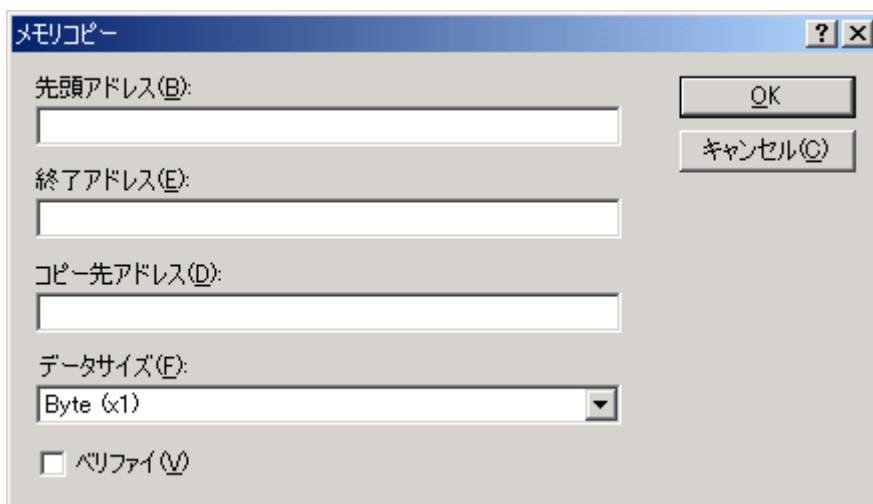 メモリコピー
先頭アドレス(B):
OK
キャンセル(C)
終了アドレス(E):
コピー先アドレス(D):
データサイズ(F):
Byte (x1)
ベリファイ(V)